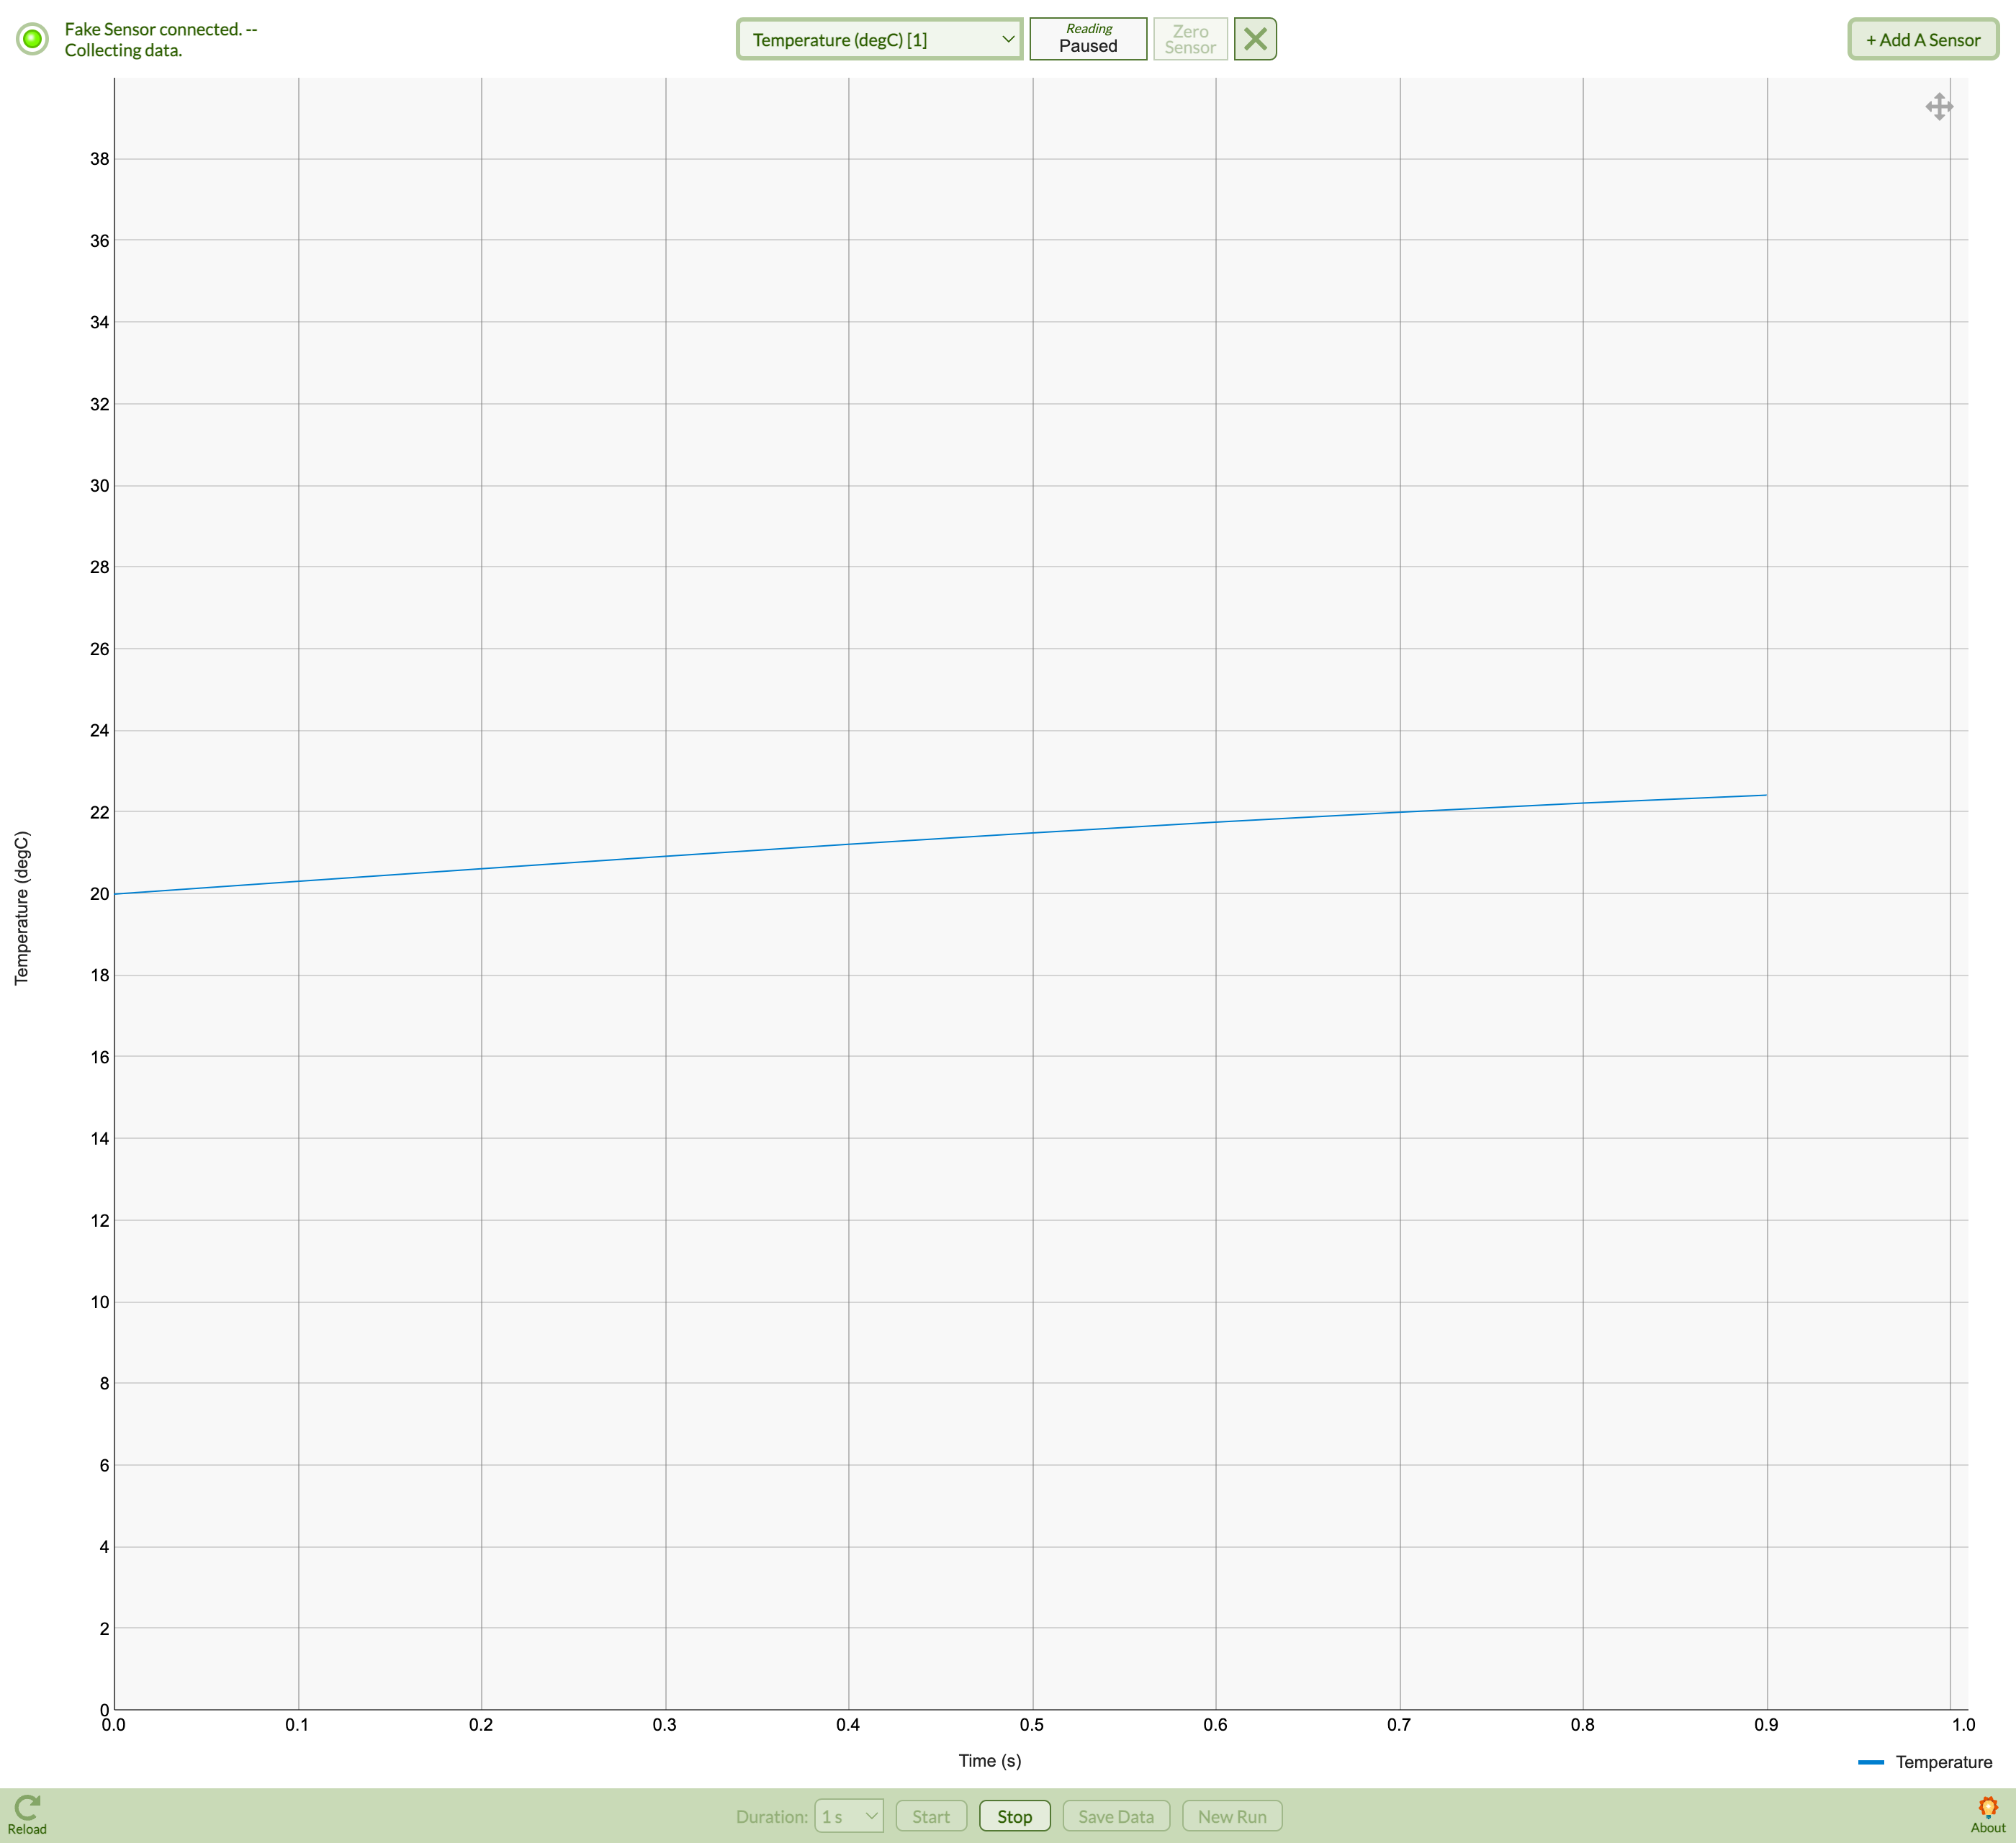 Fake Sensor connected. --
Collecting data.
Temperature (degC) [1]
Reading
Paused
Zero
Sensor
+ Add A Sensor
38
36
34
32
30
28
26
24
22
20
18
16
14
12
10
8
6
4
2
0
Temperature (degC)
0.0 0.1 0.2 0.3 0.4 0.5 0.6 0.7 0.8 0.9 1.0
Time (s)
Temperature
Reload
Duration: 1 s Start Stop Save Data New Run
About